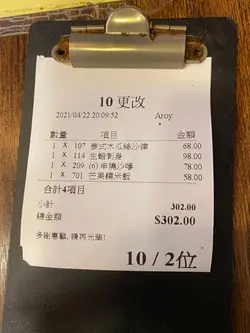 10 更改
2021/04/22 20:09:52 Aroy
數量 項目 金額
1 X 107 泰式木瓜絲沙律 68.00
1 X 114 生蝦刺身 98.00
1 X 209 (6)串燒沙嗲 78.00
1 X 701 芒果糯米飯 58.00
合計4項目
小計 302.00
總金額 $302.00
多謝惠顧,請再光臨!
10 / 2位